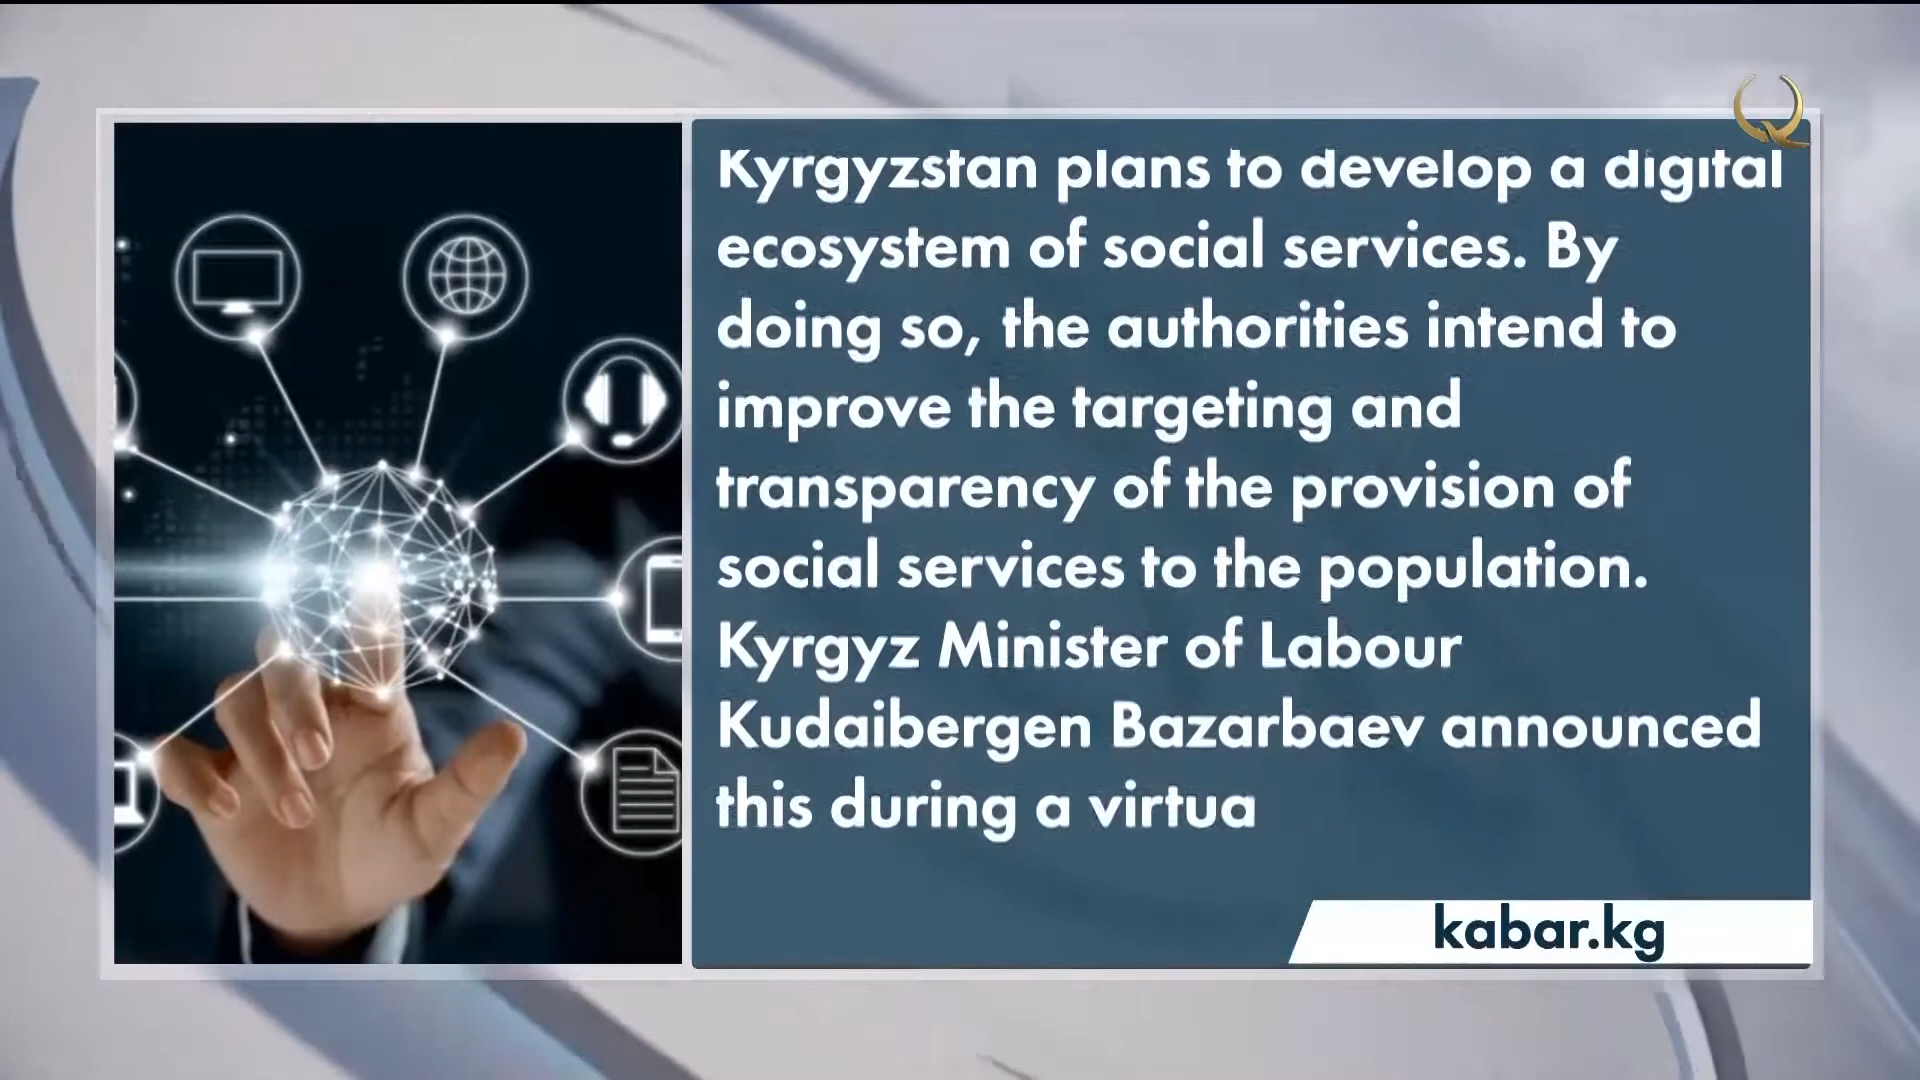 Kyrgyzstan plans to develop a digital
ecosystem of social services. By
doing so, the authorities intend to
improve the targeting and
transparency of the provision of
social services to the population.
Kyrgyz Minister of Labour
Kudaibergen Bazarbaev announced
this during a virtua
kabar.kg